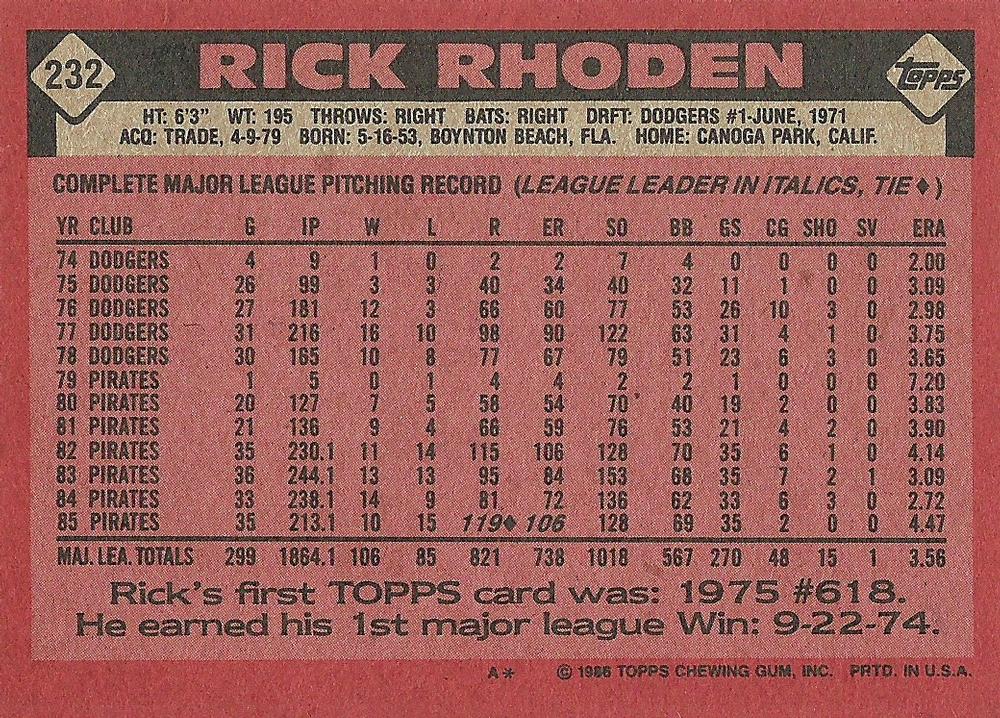 232 RICK RHODEN Topps
HT: 6'3" WT: 195 THROWS: RIGHT BATS: RIGHT DRFT: DODGERS #1-JUNE, 1971
ACQ: TRADE, 4-9-79 BORN: 5-16-53, BOYNTON BEACH, FLA. HOME: CANOGA PARK, CALIF.
COMPLETE MAJOR LEAGUE PITCHING RECORD (LEAGUE LEADER IN ITALICS, TIE♦)
YR CLUB G IP W L R ER SO BB GS CG SHO SV ERA
74 DODGERS 4 9 1 0 2 2 7 4 0 0 0 0 2.00
75 DODGERS 26 99 3 3 40 34 40 32 11 1 0 0 3.09
76 DODGERS 27 181 12 3 66 60 77 53 26 10 3 0 2.98
77 DODGERS 31 216 16 10 98 90 122 63 31 4 1 0 3.75
78 DODGERS 30 165 10 8 77 67 79 51 23 6 3 0 3.65
79 PIRATES 1 5 0 1 4 4 2 2 1 0 0 0 7.20
80 PIRATES 20 127 7 5 58 54 70 40 19 2 0 0 3.83
81 PIRATES 21 136 9 4 66 59 76 53 21 4 2 0 3.90
82 PIRATES 35 230.1 11 14 115 106 128 70 35 6 1 0 4.14
83 PIRATES 36 244.1 13 13 95 84 153 68 35 7 2 1 3.09
84 PIRATES 33 238.1 14 9 81 72 136 62 33 6 3 0 2.72
85 PIRATES 35 213.1 10 15 119♦ 106 128 69 35 2 0 0 4.47
MAJ. LEA. TOTALS 299 1864.1 106 85 821 738 1018 567 270 48 15 1 3.56
Rick's first TOPPS card was: 1975 #618.
He earned his 1st major league Win: 9-22-74.
A* © 1986 TOPPS CHEWING GUM, INC. PRTD. IN U.S.A.